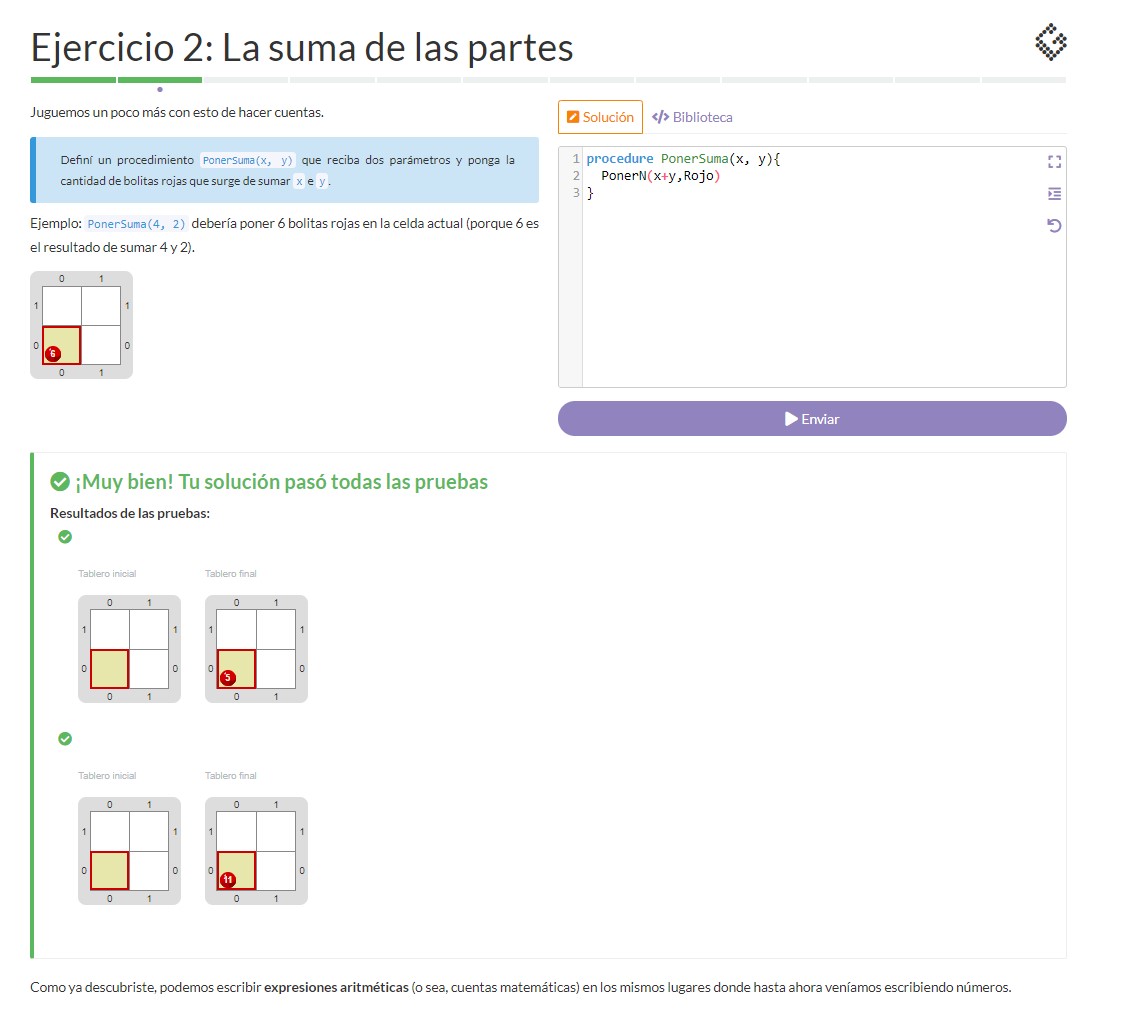 Ejercicio 2: La suma de las partes
Juguemos un poco más con esto de hacer cuentas.
Definí un procedimiento PonerSuma(x, y) que reciba dos parámetros y ponga la
cantidad de bolitas rojas que surge de sumar x e y.
Ejemplo: PonerSuma(4, 2) debería poner 6 bolitas rojas en la celda actual (porque 6 es
el resultado de sumar 4 y 2).
0 1
1 1
0 6 0
0 1
Solución </> Biblioteca
1 procedure PonerSuma(x, y){
2 PonerN(x+y,Rojo)
3 }
Enviar
¡Muy bien! Tu solución pasó todas las pruebas
Resultados de las pruebas:
Tablero inicial Tablero final
0 1 0 1
1 1 1 1
0 0 0 5 0
0 1 0 1
Tablero inicial Tablero final
0 1 0 1
1 1 1 1
0 0 0 11 0
0 1 0 1
Como ya descubriste, podemos escribir expresiones aritméticas (o sea, cuentas matemáticas) en los mismos lugares donde hasta ahora veníamos escribiendo números.